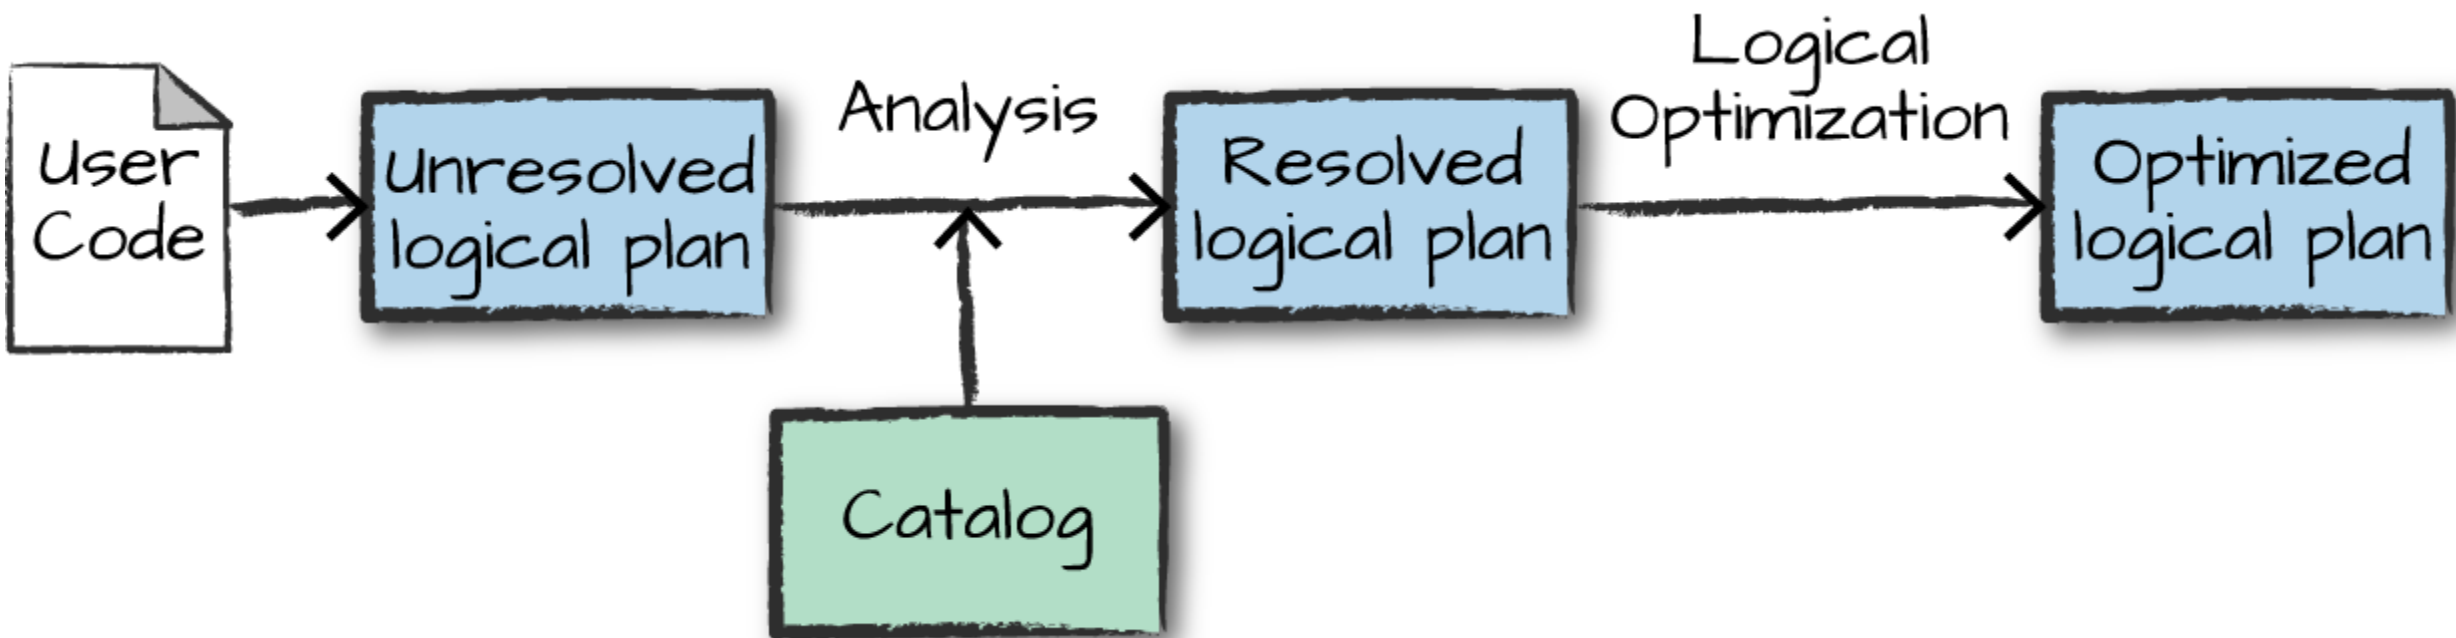 User
Code
Unresolved
logical plan
Analysis
Catalog
Resolved
logical plan
Logical
Optimization
Optimized
logical plan